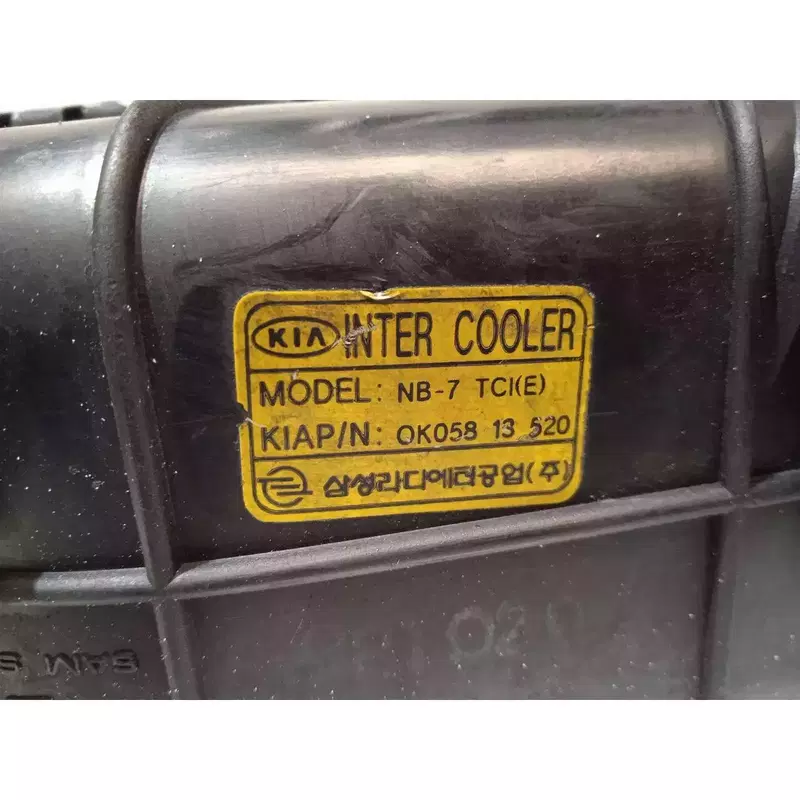 KIA INTER COOLER
MODEL: NB-7 TCI(E)
KIAP/N: OK058 13 520
삼성라디에터공업(주)